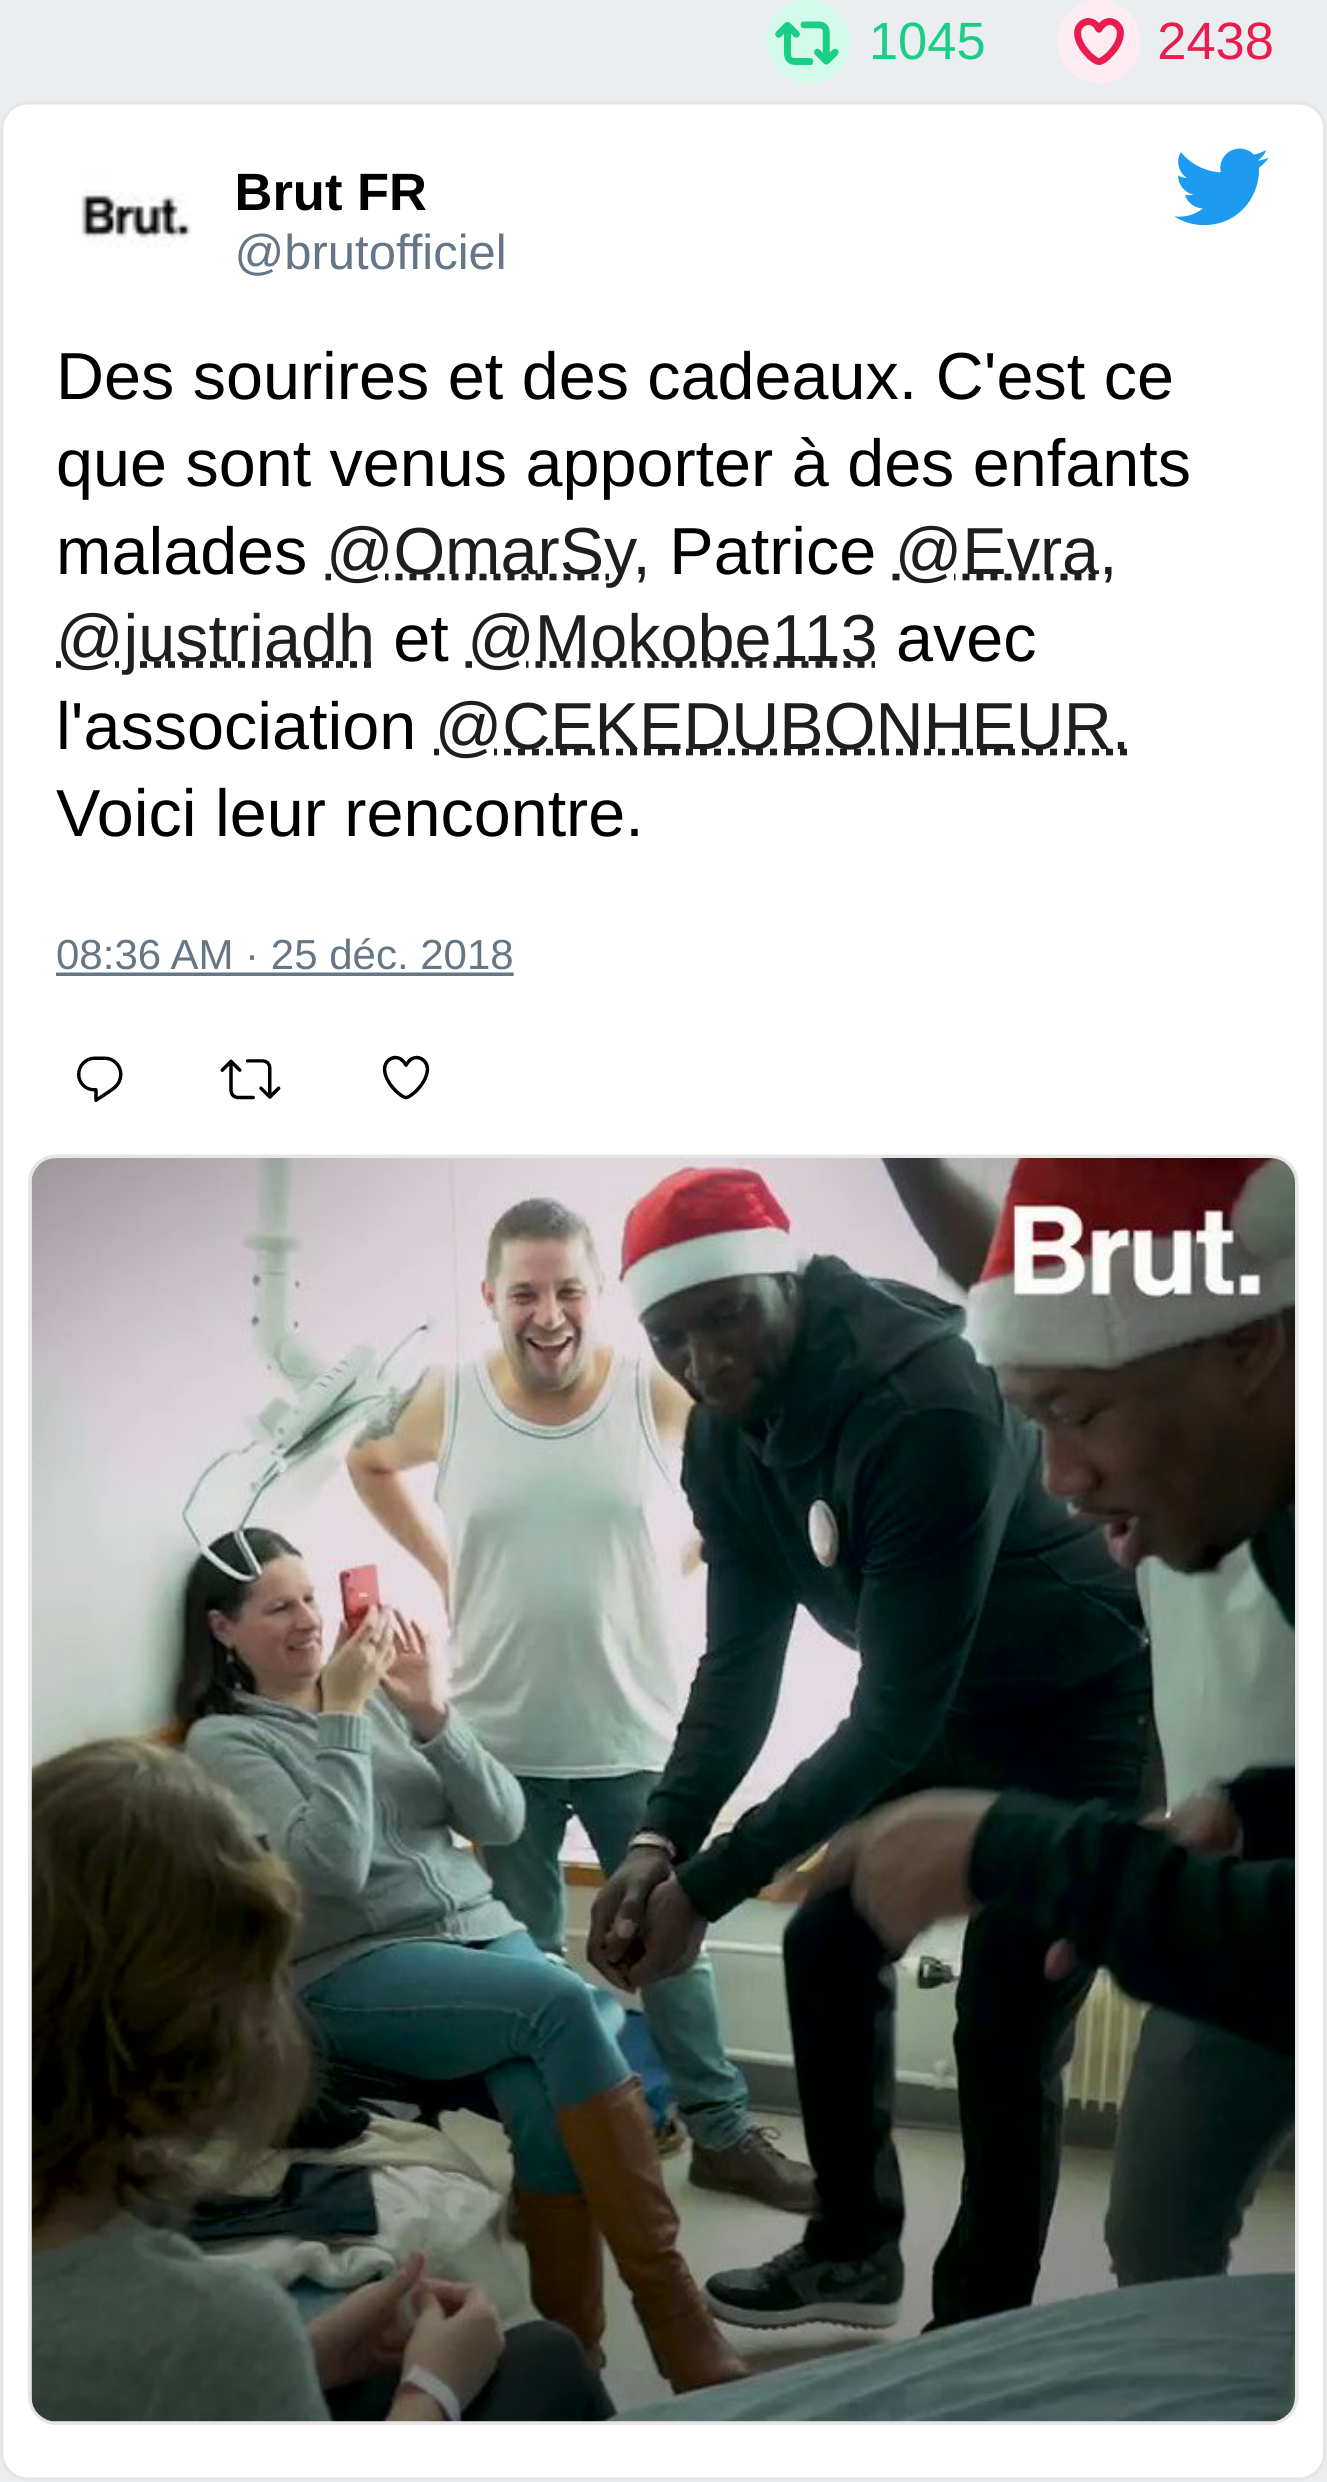 1045 2438
Brut.
Brut FR
@brutofficiel
Des sourires et des cadeaux. C'est ce
que sont venus apporter à des enfants
malades @OmarSy, Patrice @Evra,
@justriadh et @Mokobe113 avec
l'association @CEKEDUBONHEUR.
Voici leur rencontre.
08:36 AM · 25 déc. 2018
Brut.